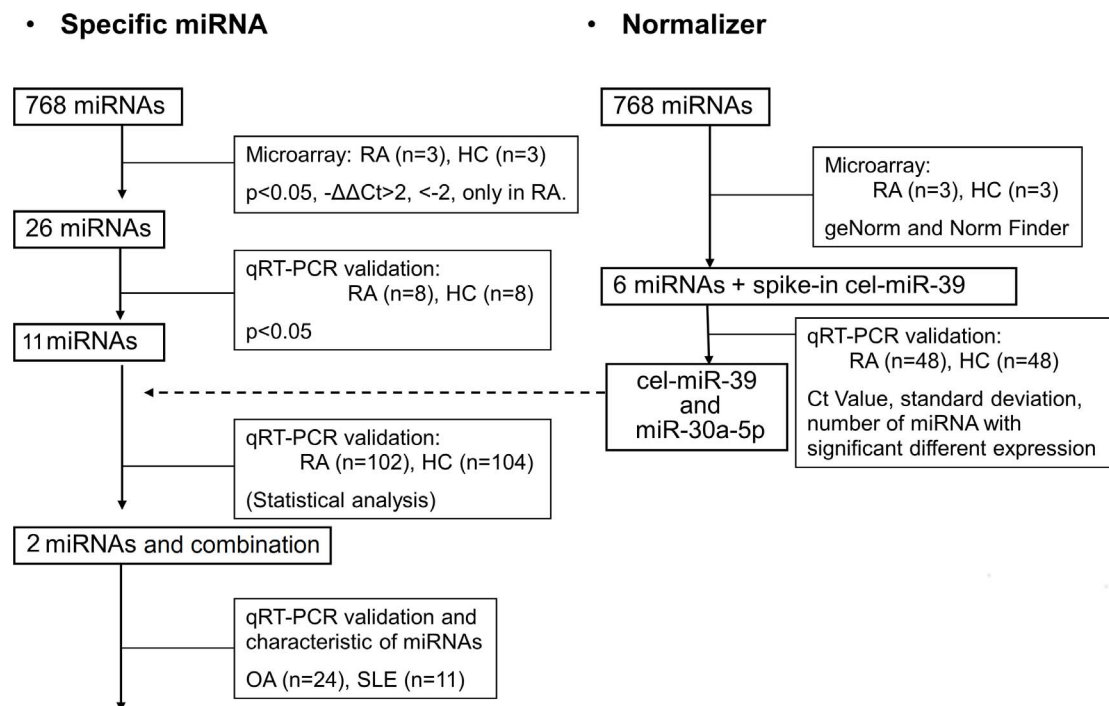 • Specific miRNA
768 miRNAs
Microarray: RA (n=3), HC (n=3)
p<0.05, -ΔΔCt>2, <-2, only in RA.
26 miRNAs
qRT-PCR validation:
RA (n=8), HC (n=8)
p<0.05
11miRNAs
qRT-PCR validation:
RA (n=102), HC (n=104)
(Statistical analysis)
2 miRNAs and combination
qRT-PCR validation and
characteristic of miRNAs
OA (n=24), SLE (n=11)
• Normalizer
768 miRNAs
Microarray:
RA (n=3), HC (n=3)
geNorm and Norm Finder
6 miRNAs + spike-in cel-miR-39
qRT-PCR validation:
RA (n=48), HC (n=48)
Ct Value, standard deviation,
number of miRNA with
significant different expression
cel-miR-39
and
miR-30a-5p